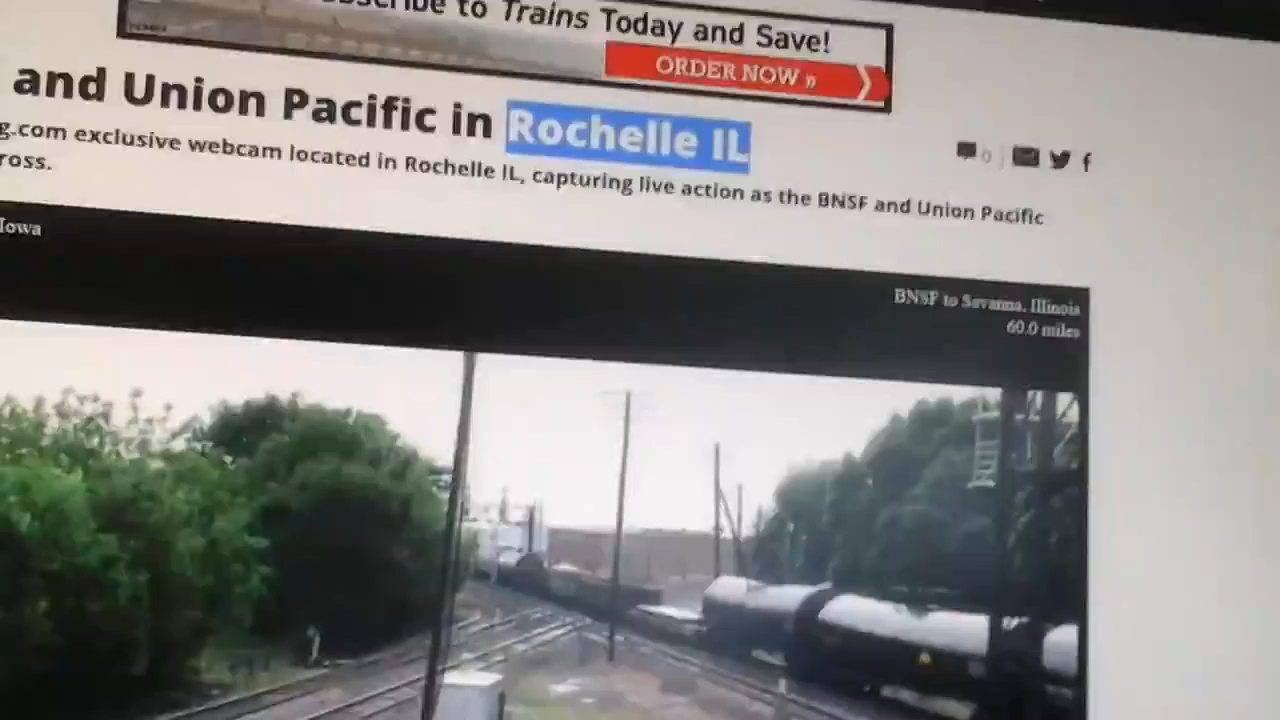 to Trains Today and Save!
ORDER NOW »
and Union Pacific in Rochelle IL
g.com exclusive webcam located in Rochelle IL, capturing live action as the BNSF and Union Pacific
ross.
0
f
Iowa
BNSF to Savanna, Illinois
60.0 miles